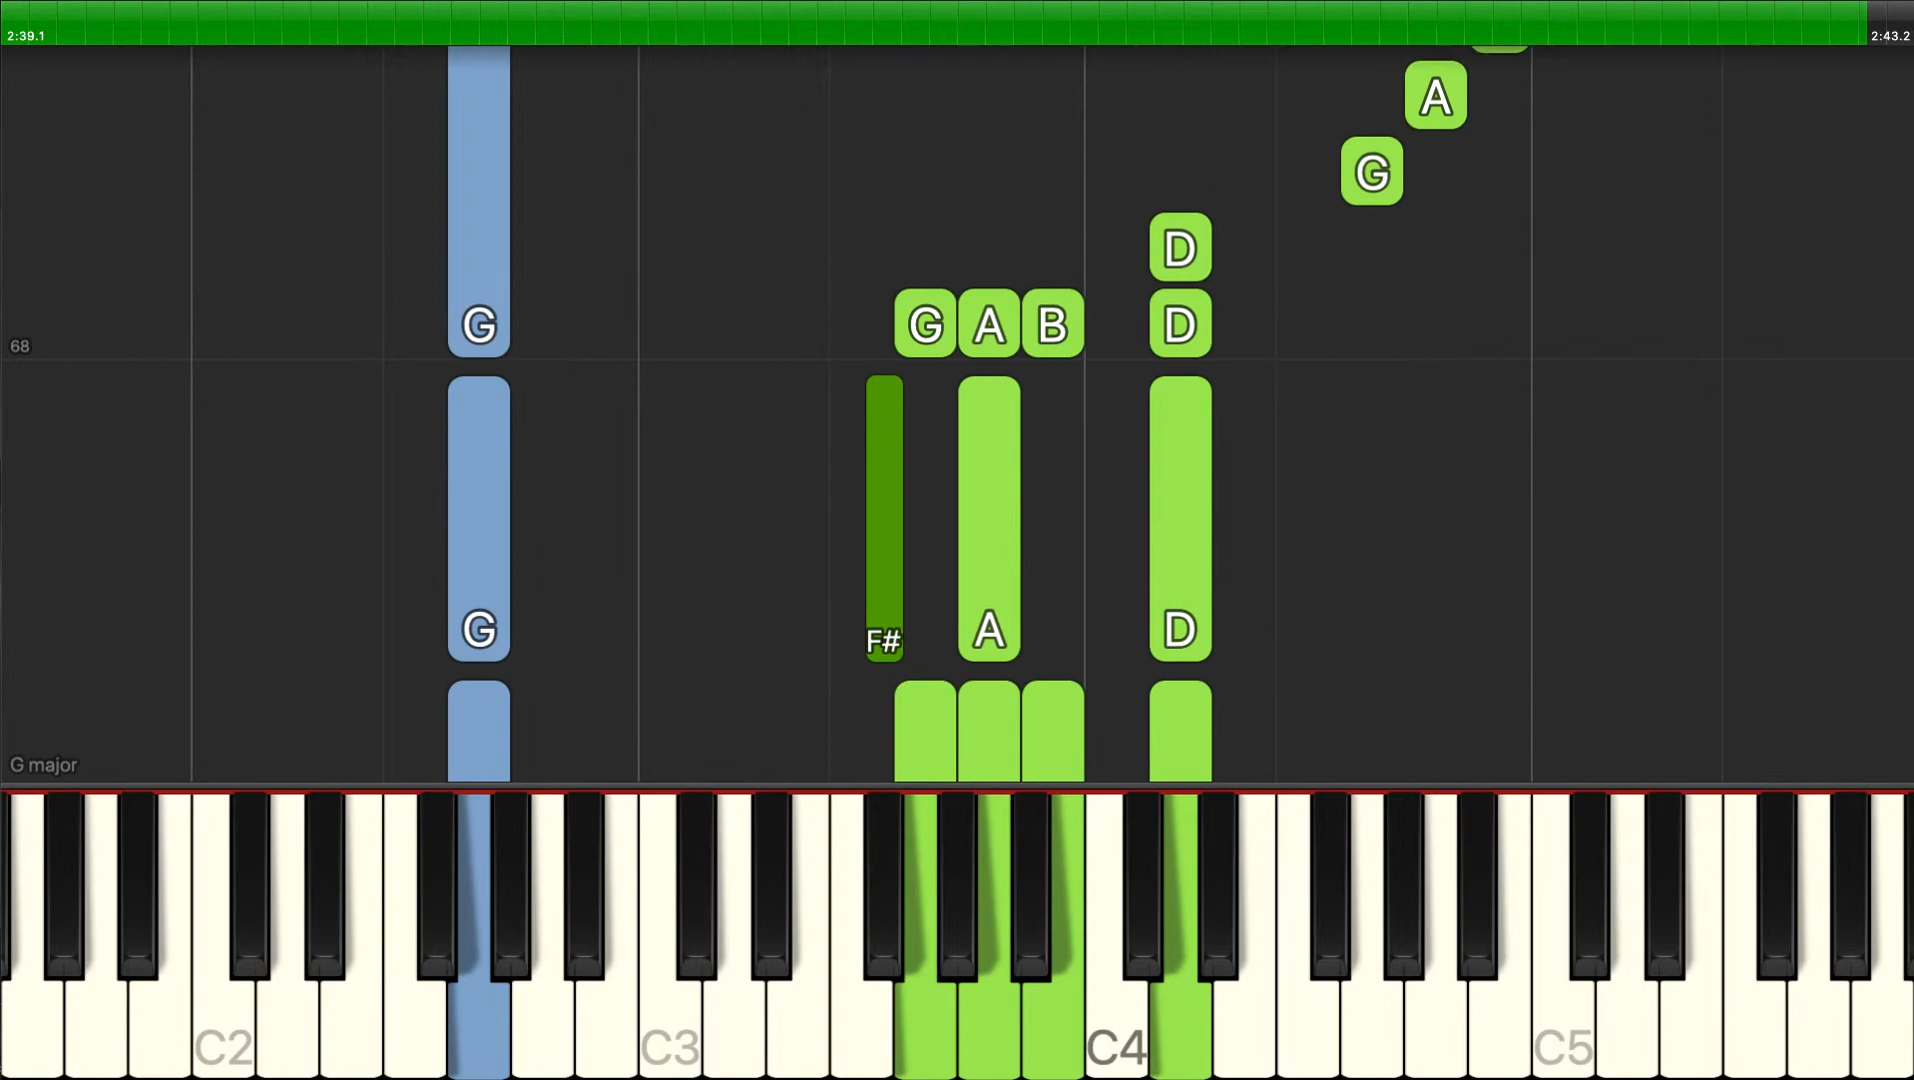 2:39.1 2:43.2
A
G
D
G G A B D
68
G F# A D
G major
C2 C3 C4 C5